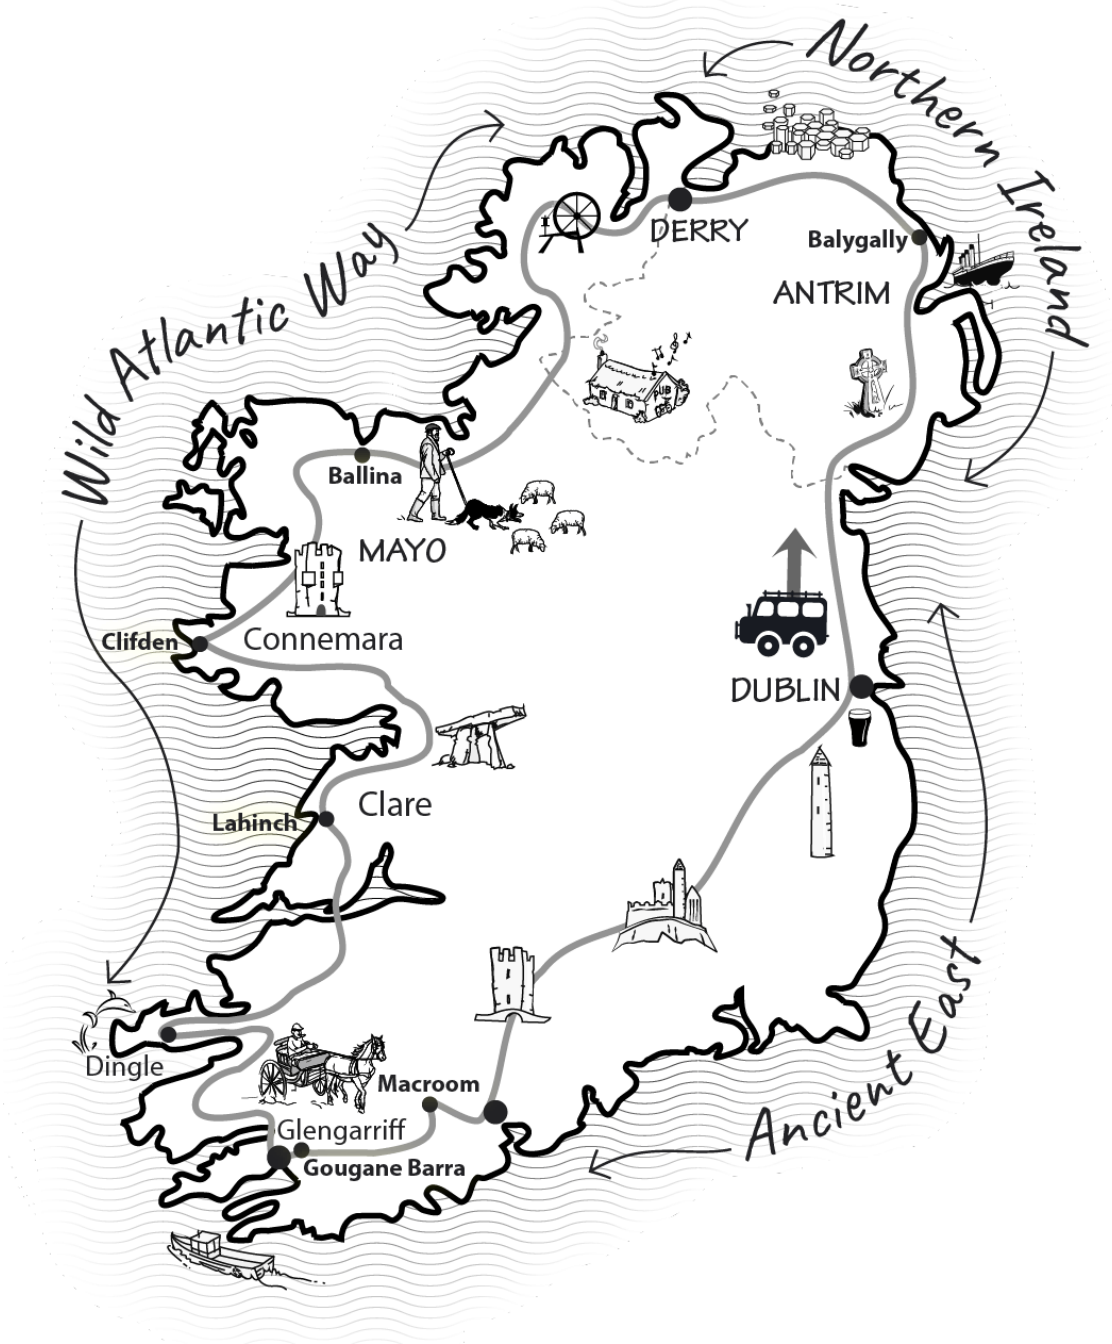 Northern Ireland
Wild Atlantic Way
DERRY
Balygally
ANTRIM
PUB
Ballina
MAYO
Clifden
Connemara
DUBLIN
Clare
Lahinch
Ancient East
Dingle
Macroom
Glengarriff
Gougane Barra